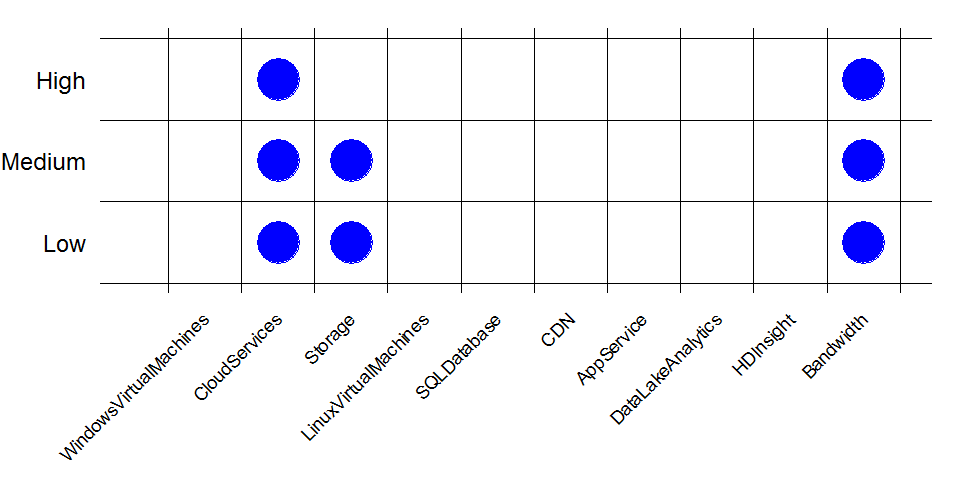 High
Medium
Low
WindowsVirtualMachines
CloudServices
Storage
LinuxVirtualMachines
SQLDatabase
CDN
AppService
DataLakeAnalytics
HDInsight
Bandwidth